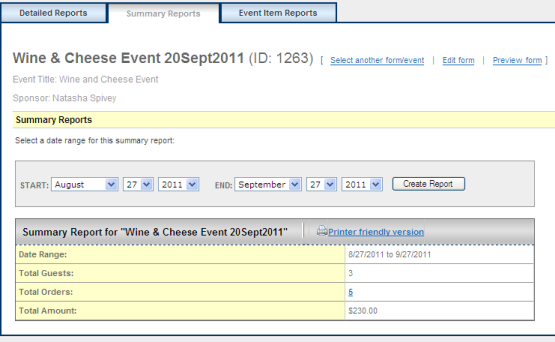 Detailed Reports Summary Reports Event Item Reports
Wine & Cheese Event 20Sept2011 (ID: 1263) [ Select another form/event | Edit form | Preview form ]
Event Title: Wine and Cheese Event
Sponsor: Natasha Spivey
Summary Reports
Select a date range for this summary report:
START: August 27 2011 END: September 27 2011 Create Report
Summary Report for "Wine & Cheese Event 20Sept2011" Printer friendly version
Date Range: 8/27/2011 to 9/27/2011
Total Guests: 3
Total Orders: 5
Total Amount: $230.00